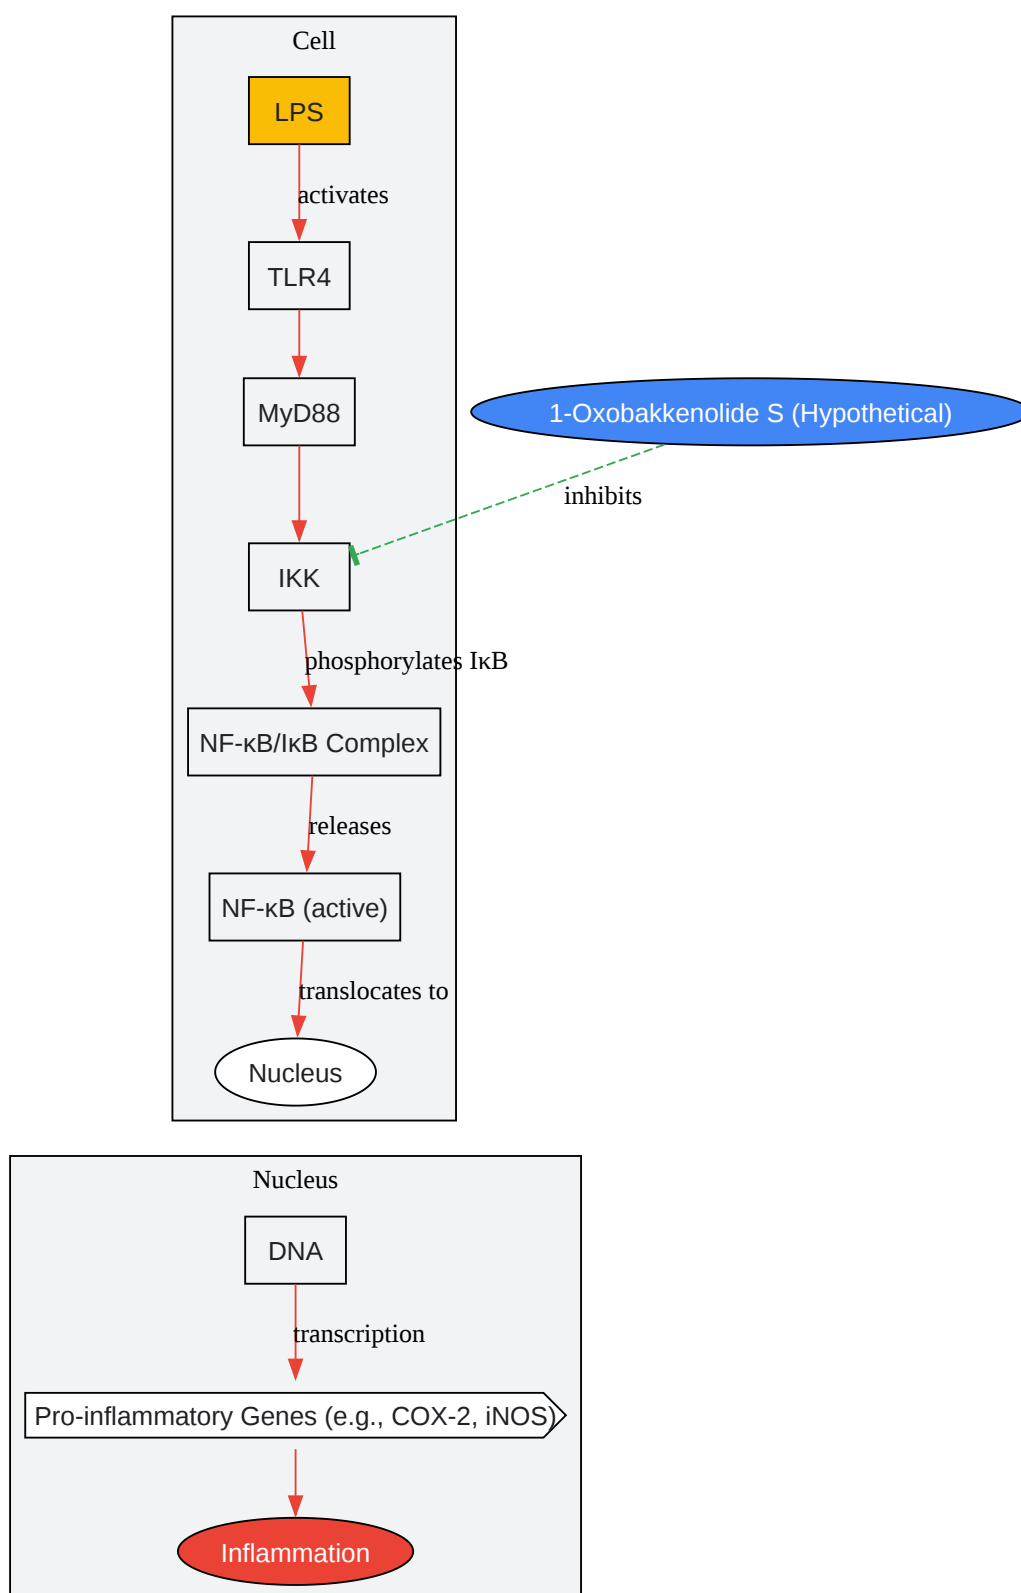 Cell
LPS
activates
TLR4
MyD88
1-Oxobakkenolide S (Hypothetical)
inhibits
IKK
phosphorylates IκB
NF-κB/IκB Complex
releases
NF-κB (active)
translocates to
Nucleus
Nucleus
DNA
transcription
Pro-inflammatory Genes (e.g., COX-2, iNOS)
Inflammation